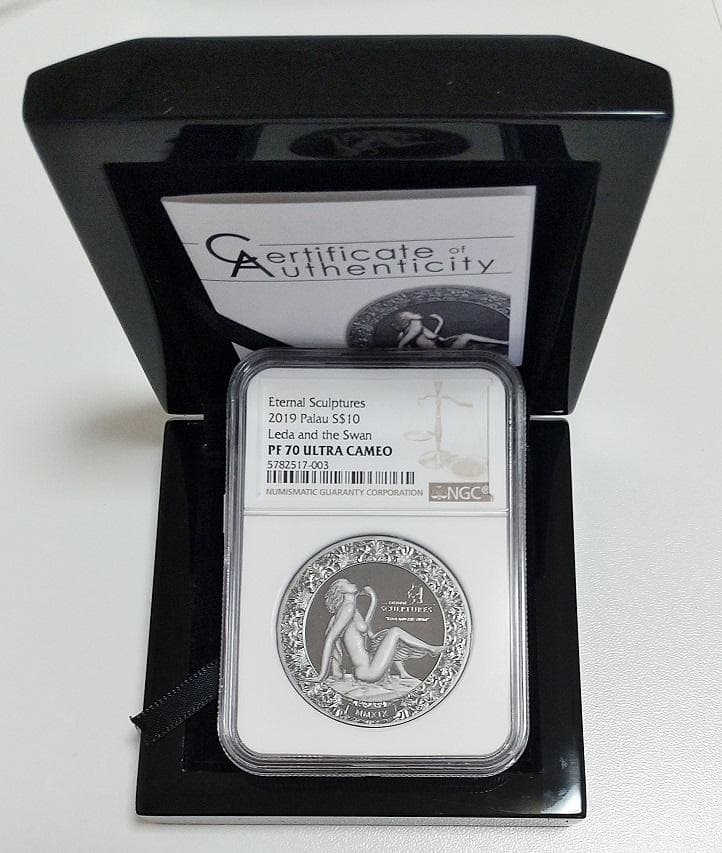 Certificate of
Authenticity
Eternal Sculptures
2019 Palau S$10
Leda and the Swan
PF 70 ULTRA CAMEO
5782517-003
NUMISMATIC GUARANTY CORPORATION NGC®
SCULPTURES
MMXIX